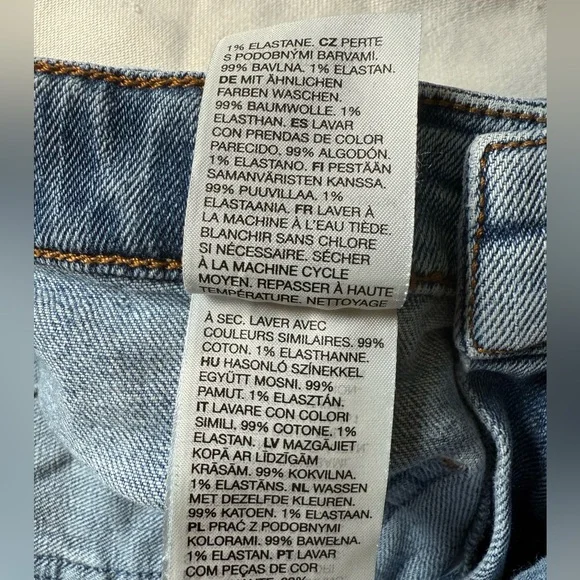 1% ELASTANE. CZ PERTE
S PODOBNÝMI BARVAMI.
99% BAVLNA. 1% ELASTAN.
DE MIT ÄHNLICHEN
FARBEN WASCHEN.
99% BAUMWOLLE. 1%
ELASTHAN. ES LAVAR
CON PRENDAS DE COLOR
PARECIDO. 99% ALGODÓN.
1% ELASTANO. FI PESTÄÄN
SAMANVÄRISTEN KANSSA.
99% PUUVILLAA. 1%
ELASTAANIA. FR LAVER À
LA MACHINE À L'EAU TIÈDE.
BLANCHIR SANS CHLORE
SI NÉCESSAIRE. SÉCHER
À LA MACHINE CYCLE
MOYEN. REPASSER À HAUTE
TEMPÉRATURE. NETTOYAGE
À SEC. LAVER AVEC
COULEURS SIMILAIRES. 99%
COTON. 1% ELASTHANNE.
HU HASONLÓ SZÍNEKKEL
EGYÜTT MOSNI. 99%
PAMUT. 1% ELASZTÁN.
IT LAVARE CON COLORI
SIMILI. 99% COTONE. 1%
ELASTAN. LV MAZGĀJIET
KOPĀ AR LĪDZĪGĀM
KRĀSĀM. 99% KOKVILNA.
1% ELASTĀNS. NL WASSEN
MET DEZELFDE KLEUREN.
99% KATOEN. 1% ELASTAAN.
PL PRAĆ Z PODOBNYMI
KOLORAMI. 99% BAWEŁNA.
1% ELASTAN. PT LAVAR
COM PEÇAS DE CORES